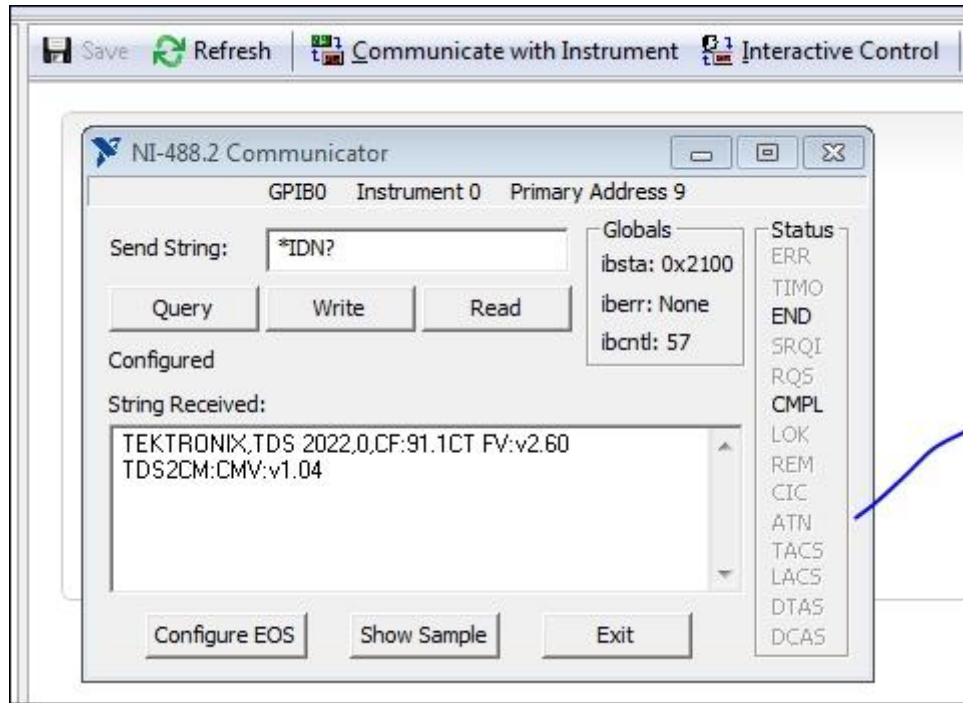 Save Refresh Communicate with Instrument Interactive Control
NI-488.2 Communicator
GPIB0 Instrument 0 Primary Address 9
Send String: *IDN?
Query Write Read
Configured
String Received:
TEKTRONIX,TDS 2022,0,CF:91.1CT FV:v2.60
TDS2CM:CMV:v1.04
Configure EOS Show Sample Exit
Globals
ibsta: 0x2100
iberr: None
ibcntl: 57
Status
ERR
TIMO
END
SRQI
RQS
CMPL
LOK
REM
CIC
ATN
TACS
LACS
DTAS
DCAS